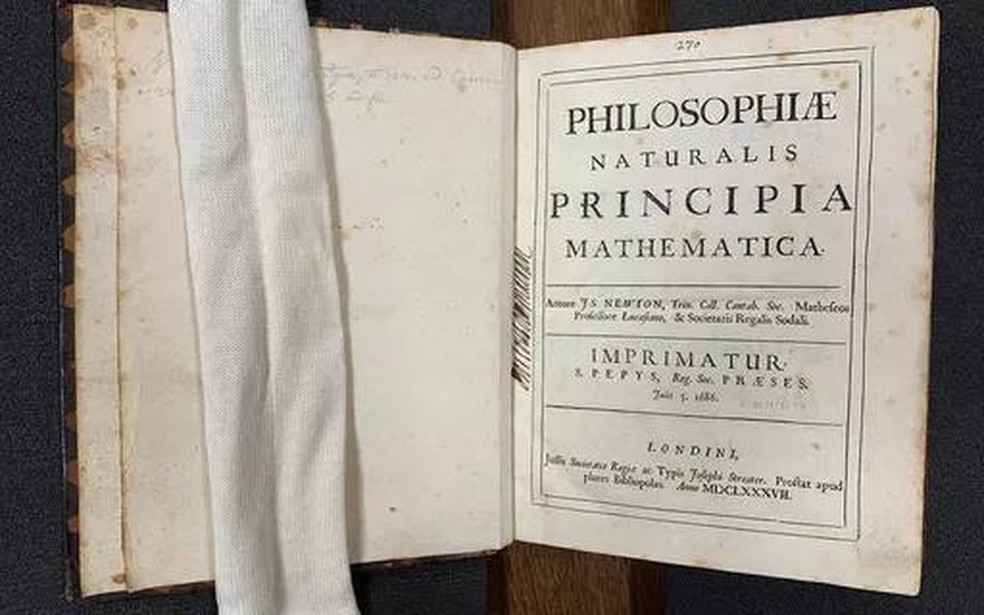 270
PHILOSOPHIÆ
NATURALIS
PRINCIPIA
MATHEMATICA.
Autore JS. NEWTON, Trin. Coll. Cantab. Soc. Matheseos
Professore Lucasiano, & Societatis Regalis Sodali.
IMPRIMATUR.
S. PEPYS, Reg. Soc. PRÆSES.
Julii 5. 1686.
LONDINI,
Jussu Societatis Regiæ ac Typis Josephi Streater. Prostat apud
plures Bibliopolas. Anno MDCLXXXVII.